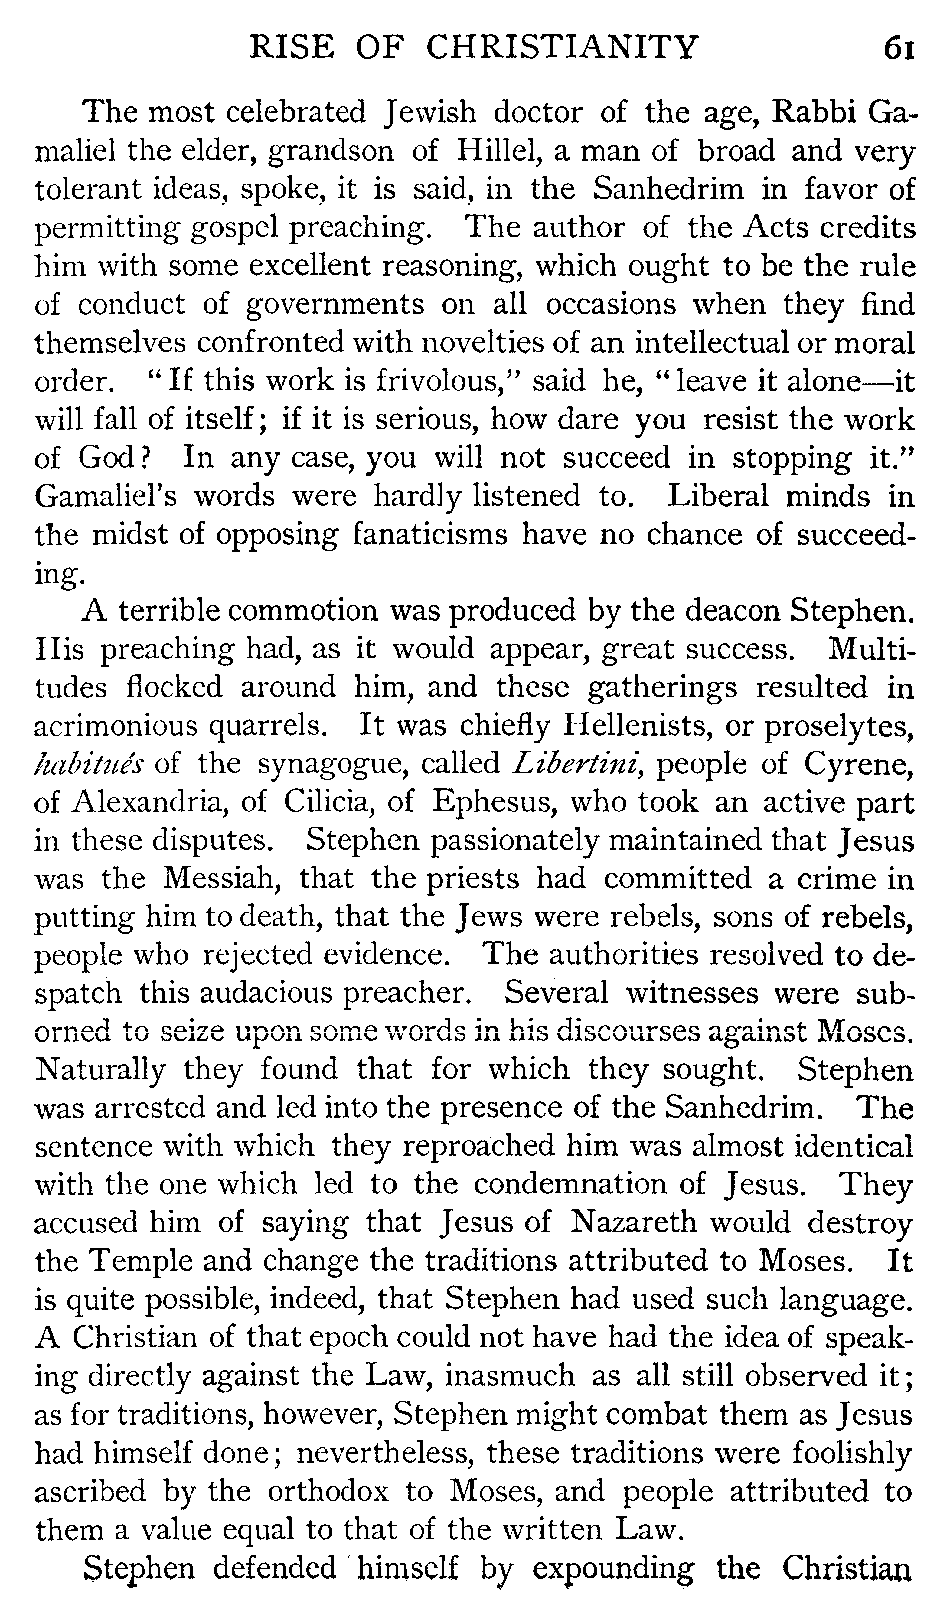 RISE OF CHRISTIANITY 61
The most celebrated Jewish doctor of the age, Rabbi Ga-
maliel the elder, grandson of Hillel, a man of broad and very
tolerant ideas, spoke, it is said, in the Sanhedrim in favor of
permitting gospel preaching. The author of the Acts credits
him with some excellent reasoning, which ought to be the rule
of conduct of governments on all occasions when they find
themselves confronted with novelties of an intellectual or moral
order. “If this work is frivolous,” said he, “leave it alone—it
will fall of itself; if it is serious, how dare you resist the work
of God? In any case, you will not succeed in stopping it.”
Gamaliel's words were hardly listened to. Liberal minds in
the midst of opposing fanaticisms have no chance of succeed-
ing.
A terrible commotion was produced by the deacon Stephen.
His preaching had, as it would appear, great success. Multi-
tudes flocked around him, and these gatherings resulted in
acrimonious quarrels. It was chiefly Hellenists, or proselytes,
habitués of the synagogue, called Libertini, people of Cyrene,
of Alexandria, of Cilicia, of Ephesus, who took an active part
in these disputes. Stephen passionately maintained that Jesus
was the Messiah, that the priests had committed a crime in
putting him to death, that the Jews were rebels, sons of rebels,
people who rejected evidence. The authorities resolved to de-
spatch this audacious preacher. Several witnesses were sub-
orned to seize upon some words in his discourses against Moses.
Naturally they found that for which they sought. Stephen
was arrested and led into the presence of the Sanhedrim. The
sentence with which they reproached him was almost identical
with the one which led to the condemnation of Jesus. They
accused him of saying that Jesus of Nazareth would destroy
the Temple and change the traditions attributed to Moses. It
is quite possible, indeed, that Stephen had used such language.
A Christian of that epoch could not have had the idea of speak-
ing directly against the Law, inasmuch as all still observed it;
as for traditions, however, Stephen might combat them as Jesus
had himself done; nevertheless, these traditions were foolishly
ascribed by the orthodox to Moses, and people attributed to
them a value equal to that of the written Law.
Stephen defended himself by expounding the Christian